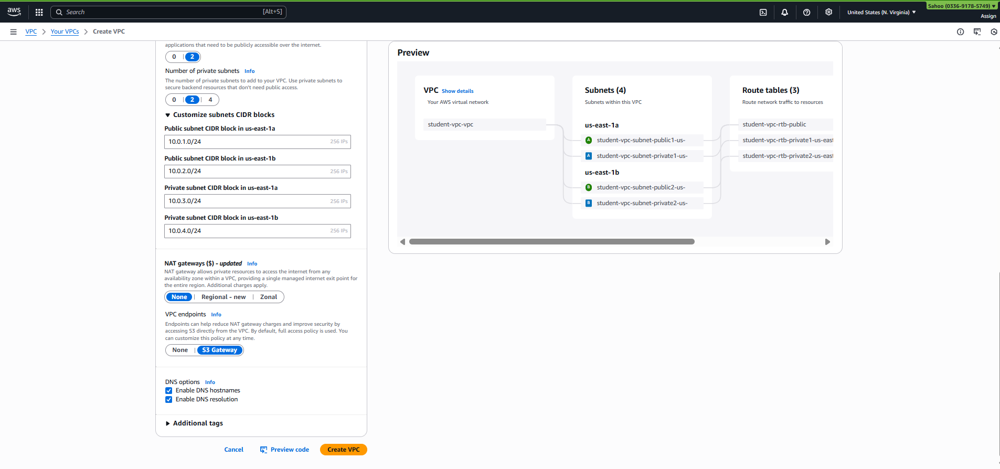 aws
Search
[Alt+S]
United States (N. Virginia)
Sahoo (0336-9178-5749)
Assign
VPC
Your VPCs
Create VPC
applications that need to be publicly accessible over the internet.
0 2
Number of private subnets Info
The number of private subnets to add to your VPC. Use private subnets to
secure backend resources that don't need public access.
0 2 4
Customize subnets CIDR blocks
Public subnet CIDR block in us-east-1a
10.0.1.0/24 256 IPs
Public subnet CIDR block in us-east-1b
10.0.2.0/24 256 IPs
Private subnet CIDR block in us-east-1a
10.0.3.0/24 256 IPs
Private subnet CIDR block in us-east-1b
10.0.4.0/24 256 IPs
NAT gateways ($) - updated Info
NAT gateway allows private resources to access the internet from any
availability zone within a VPC, providing a single managed internet exit point for
the entire region. Additional charges apply.
None Regional - new Zonal
VPC endpoints Info
Endpoints can help reduce NAT gateway charges and improve security by
accessing S3 directly from the VPC. By default, full access policy is used. You
can customize this policy at any time.
None S3 Gateway
DNS options Info
Enable DNS hostnames
Enable DNS resolution
Additional tags
Cancel
Preview code
Create VPC
Preview
VPC Show details
Your AWS virtual network
student-vpc-vpc
Subnets (4)
Subnets within this VPC
us-east-1a
A student-vpc-subnet-public1-us-
A student-vpc-subnet-private1-us-
us-east-1b
B student-vpc-subnet-public2-us-
B student-vpc-subnet-private2-us-
Route tables (3)
Route network traffic to resources
student-vpc-rtb-public
student-vpc-rtb-private1-us-east
student-vpc-rtb-private2-us-east